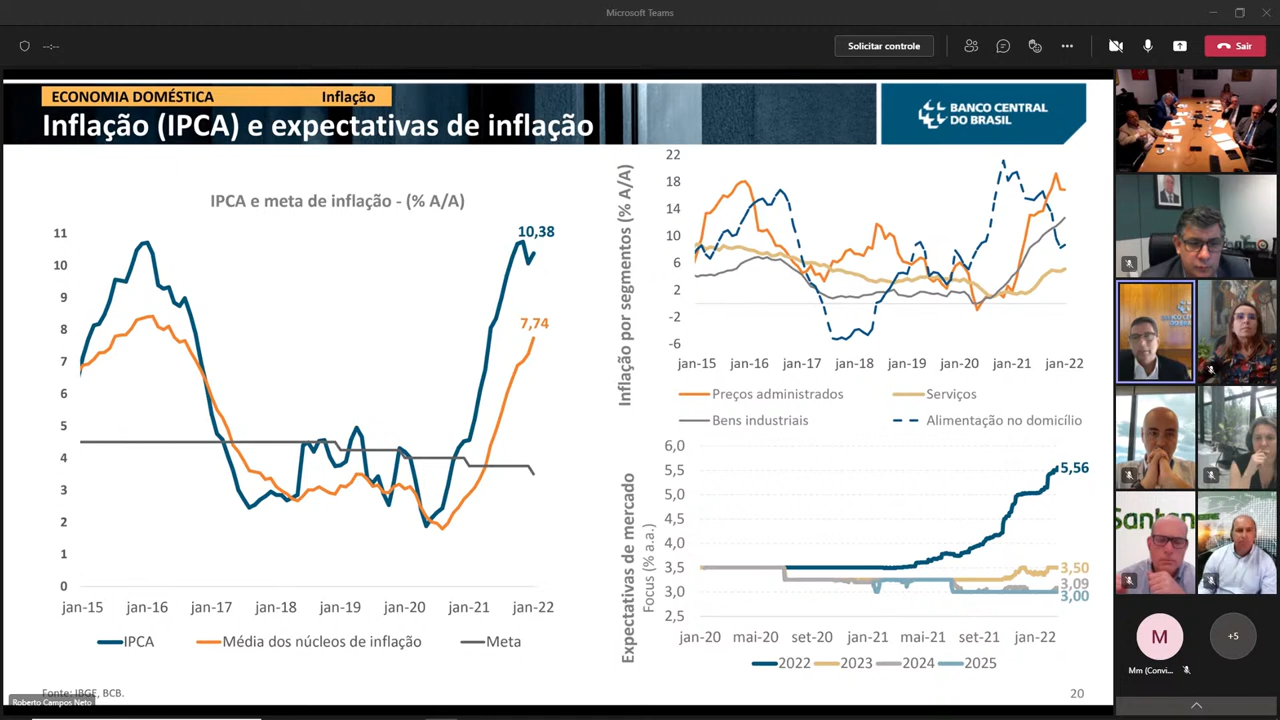 Microsoft Teams
--:--
Solicitar controle
Sair
ECONOMIA DOMÉSTICA Inflação
Inflação (IPCA) e expectativas de inflação
BANCO CENTRAL
DO BRASIL
IPCA e meta de inflação - (% A/A)
11
10
9
8
7
6
5
4
3
2
1
0
10,38
7,74
jan-15 jan-16 jan-17 jan-18 jan-19 jan-20 jan-21 jan-22
IPCA Média dos núcleos de inflação Meta
Inflação por segmentos (% A/A)
22
18
14
10
6
2
-2
-6
jan-15 jan-16 jan-17 jan-18 jan-19 jan-20 jan-21 jan-22
Preços administrados Serviços
Bens industriais Alimentação no domicílio
Expectativas de mercado
Focus (% a.a.)
6,0
5,5
5,0
4,5
4,0
3,5
3,0
2,5
5,56
3,50
3,09
3,00
jan-20 mai-20 set-20 jan-21 mai-21 set-21 jan-22
2022 2023 2024 2025
Fonte: IBGE, BCB.
20
Roberto Campos Neto
Santan
M
+5
Mm (Convi...